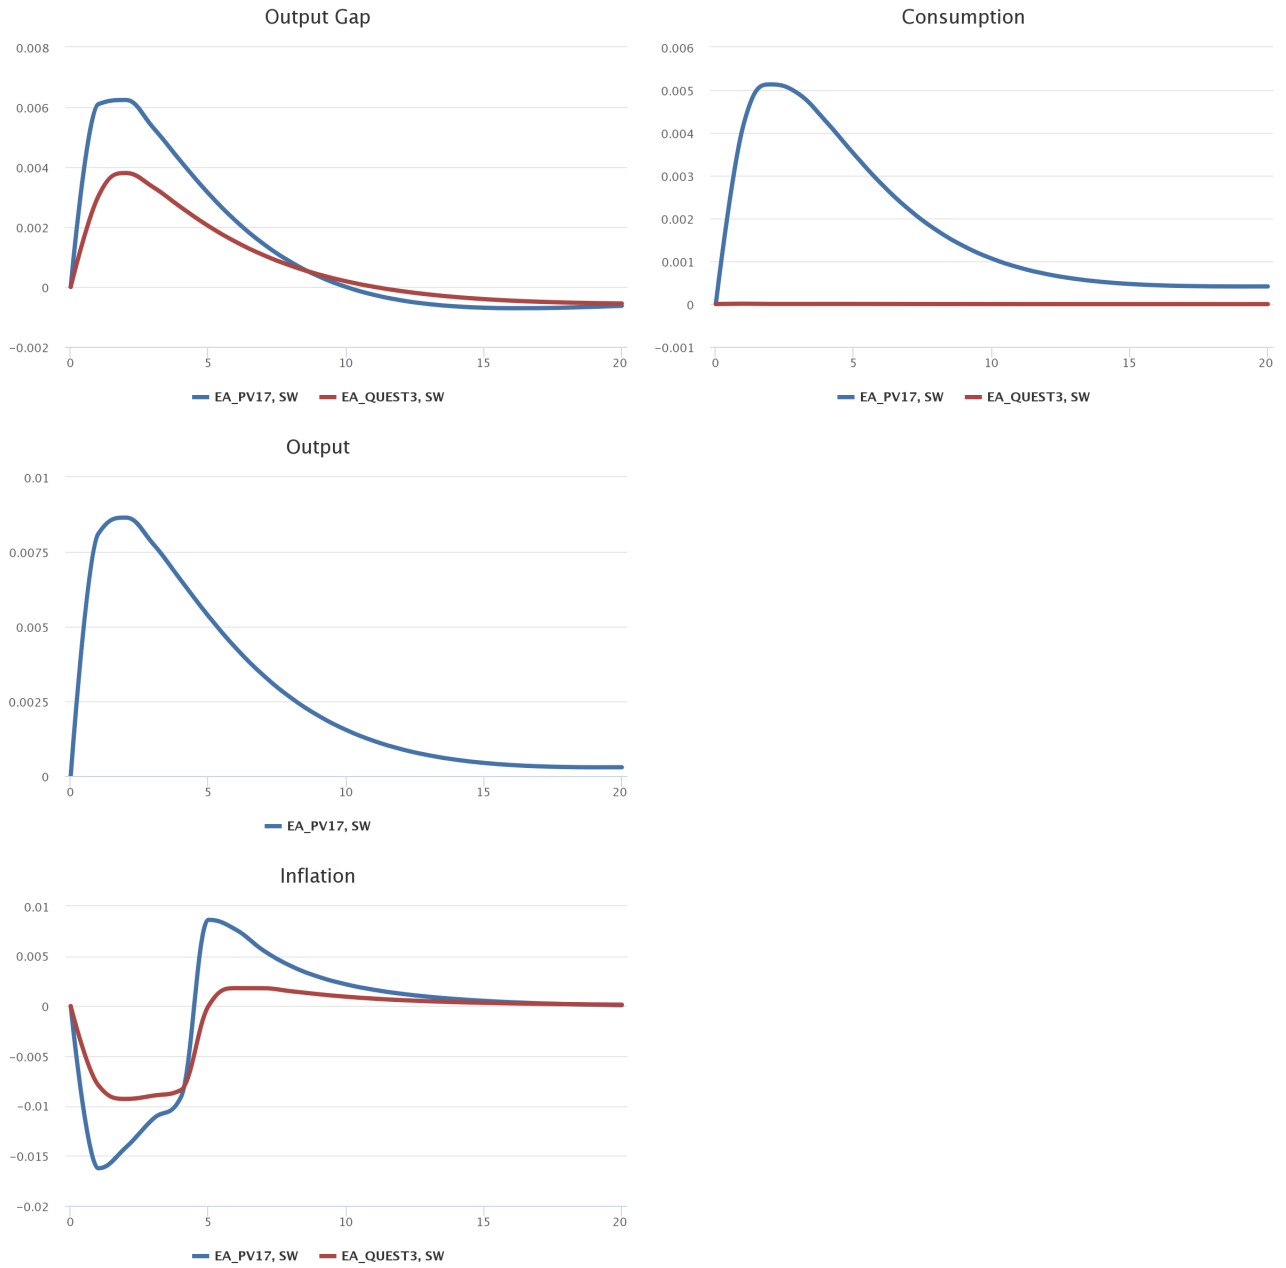 Output Gap
0.008
0.006
0.004
0.002
0
−0.002
0 5 10 15 20
EA_PV17, SW EA_QUEST3, SW
Consumption
0.006
0.005
0.004
0.003
0.002
0.001
0
−0.001
0 5 10 15 20
EA_PV17, SW EA_QUEST3, SW
Output
0.01
0.0075
0.005
0.0025
0
0 5 10 15 20
EA_PV17, SW
Inflation
0.01
0.005
0
−0.005
−0.01
−0.015
−0.02
0 5 10 15 20
EA_PV17, SW EA_QUEST3, SW